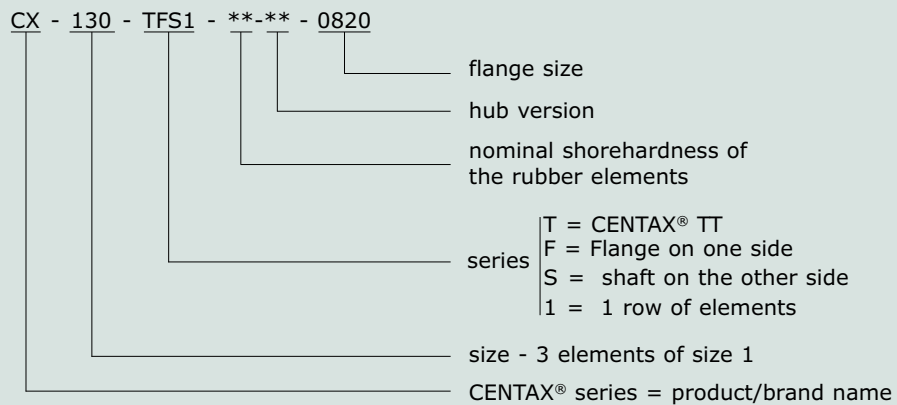 CX - 130 - TFS1 - **-** - 0820
flange size
hub version
nominal shorehardness of
the rubber elements
series
T = CENTAX® TT
F = Flange on one side
S = shaft on the other side
1 = 1 row of elements
size - 3 elements of size 1
CENTAX® series = product/brand name